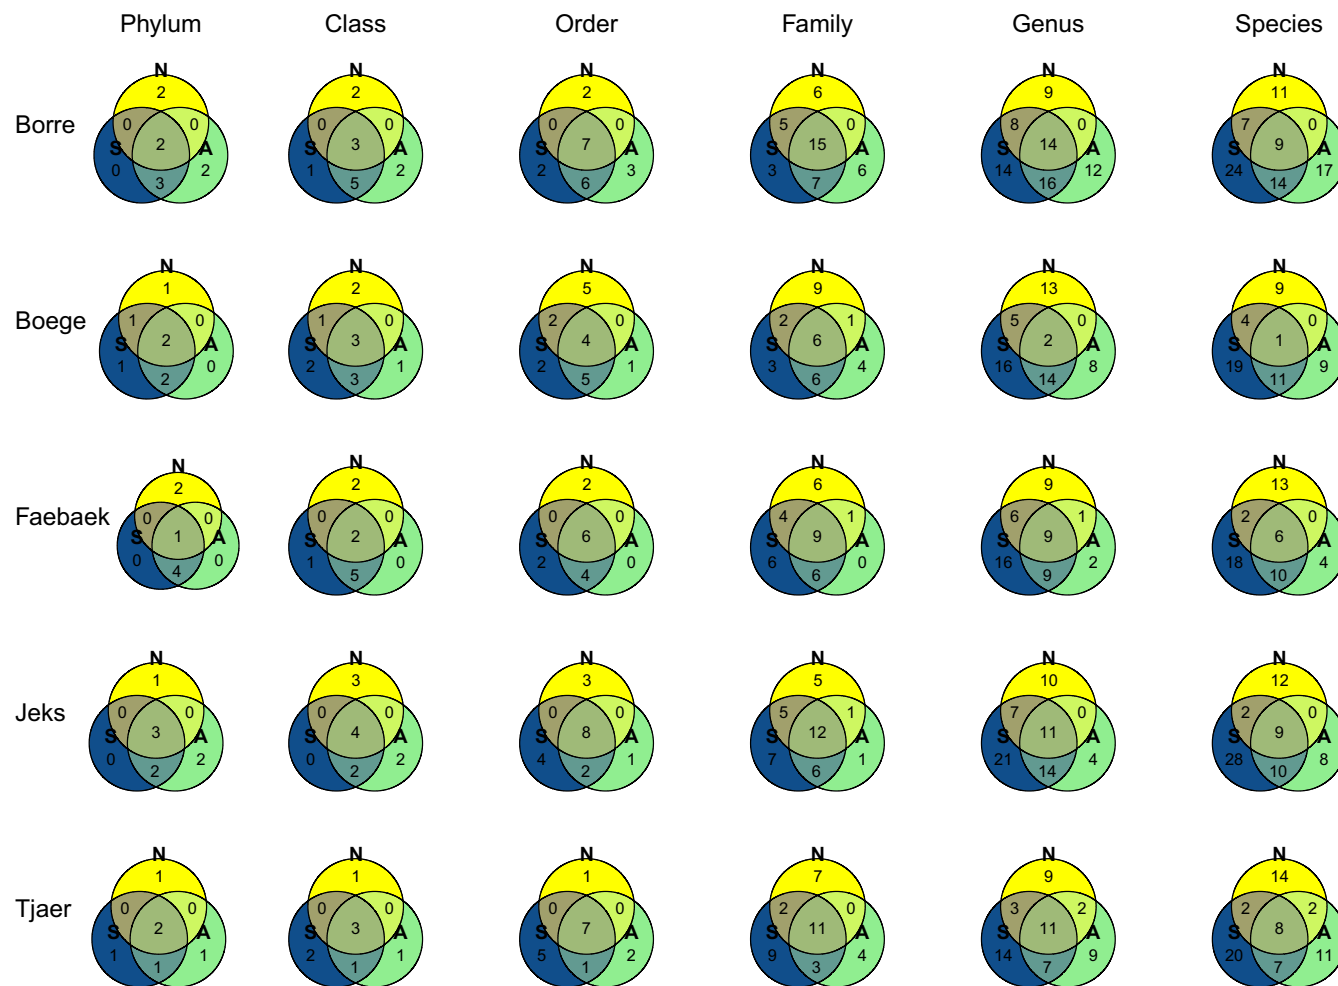 Phylum Class Order Family Genus Species
N N N N N N
2 2 2 6 9 11
Borre 0 0 0 0 0 0 5 0 8 0 7 0
S 2 A S 3 A S 7 A S 15 A S 14 A S 9 A
0 3 2 1 5 2 2 6 3 3 7 6 14 16 12 24 14 17
N N N N N N
1 2 5 9 13 9
Boege 1 0 1 0 2 0 2 1 5 0 4 0
S 2 A S 3 A S 4 A S 6 A S 2 A S 1 A
1 2 0 2 3 1 2 5 1 3 6 4 16 14 8 19 11 9
N N N N N N
2 2 2 6 9 13
Faebaek 0 0 0 0 0 0 4 1 6 1 2 0
S 1 A S 2 A S 6 A S 9 A S 9 A S 6 A
0 4 0 1 5 0 2 4 0 6 6 0 16 9 2 18 10 4
N N N N N N
1 3 3 5 10 12
Jeks 0 0 0 0 0 0 5 1 7 0 2 0
S 3 A S 4 A S 8 A S 12 A S 11 A S 9 A
0 2 2 0 2 2 4 2 1 7 6 1 21 14 4 28 10 8
N N N N N N
1 1 1 7 9 14
Tjaer 0 0 0 0 0 0 2 0 3 2 2 2
S 2 A S 3 A S 7 A S 11 A S 11 A S 8 A
1 1 1 2 1 1 5 1 2 9 3 4 14 7 9 20 7 11